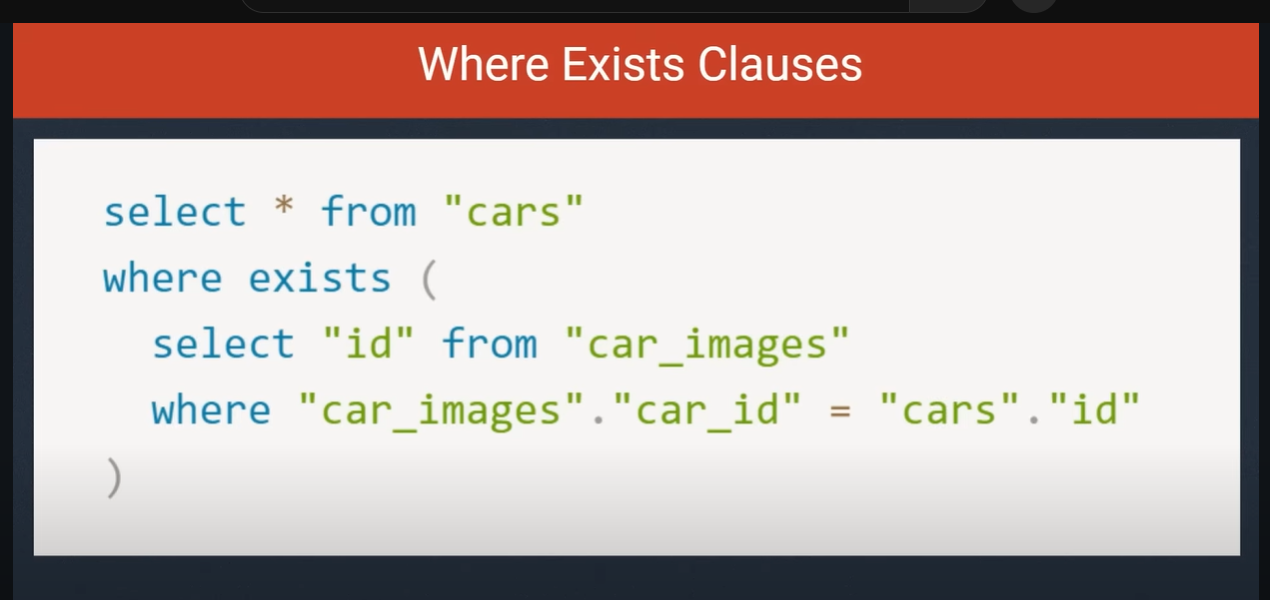 Where Exists Clauses
select * from "cars"
where exists (
select "id" from "car_images"
where "car_images"."car_id" = "cars"."id"
)